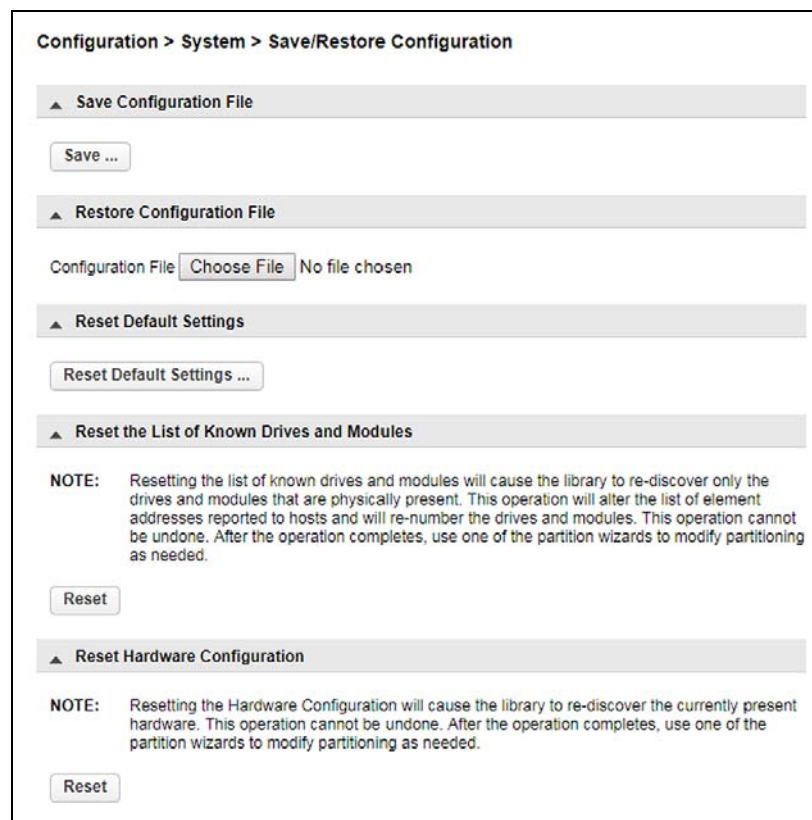 Configuration > System > Save/Restore Configuration
Save Configuration File
Save ...
Restore Configuration File
Configuration File Choose File No file chosen
Reset Default Settings
Reset Default Settings ...
Reset the List of Known Drives and Modules
NOTE: Resetting the list of known drives and modules will cause the library to re-discover only the
drives and modules that are physically present. This operation will alter the list of element
addresses reported to hosts and will re-number the drives and modules. This operation cannot
be undone. After the operation completes, use one of the partition wizards to modify partitioning
as needed.
Reset
Reset Hardware Configuration
NOTE: Resetting the Hardware Configuration will cause the library to re-discover the currently present
hardware. This operation cannot be undone. After the operation completes, use one of the
partition wizards to modify partitioning as needed.
Reset